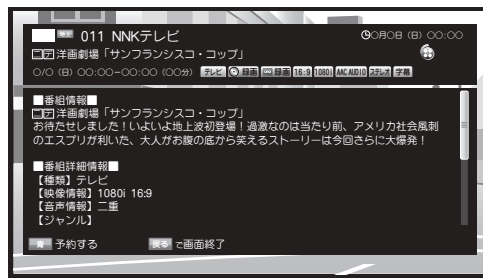 011 NNKテレビ
○月○日 (日) ○○:○○
洋画劇場「サンフランシスコ・コップ」
○/○ (日) ○○:○○-○○:○○ (○○分) テレビ 録画 録画 16:9 1080i AAC AUDIO ステレオ 字幕
■番組情報■
洋画劇場「サンフランシスコ・コップ」
お待たせしました！いよいよ地上波初登場！過激なのは当たり前、アメリカ社会風刺
のエスプリが利いた、大人がお腹の底から笑えるストーリーは今回さらに大爆発！
■番組詳細情報■
【種類】テレビ
【映像情報】1080i 16:9
【音声情報】二重
【ジャンル】
青 予約する 戻る で画面終了